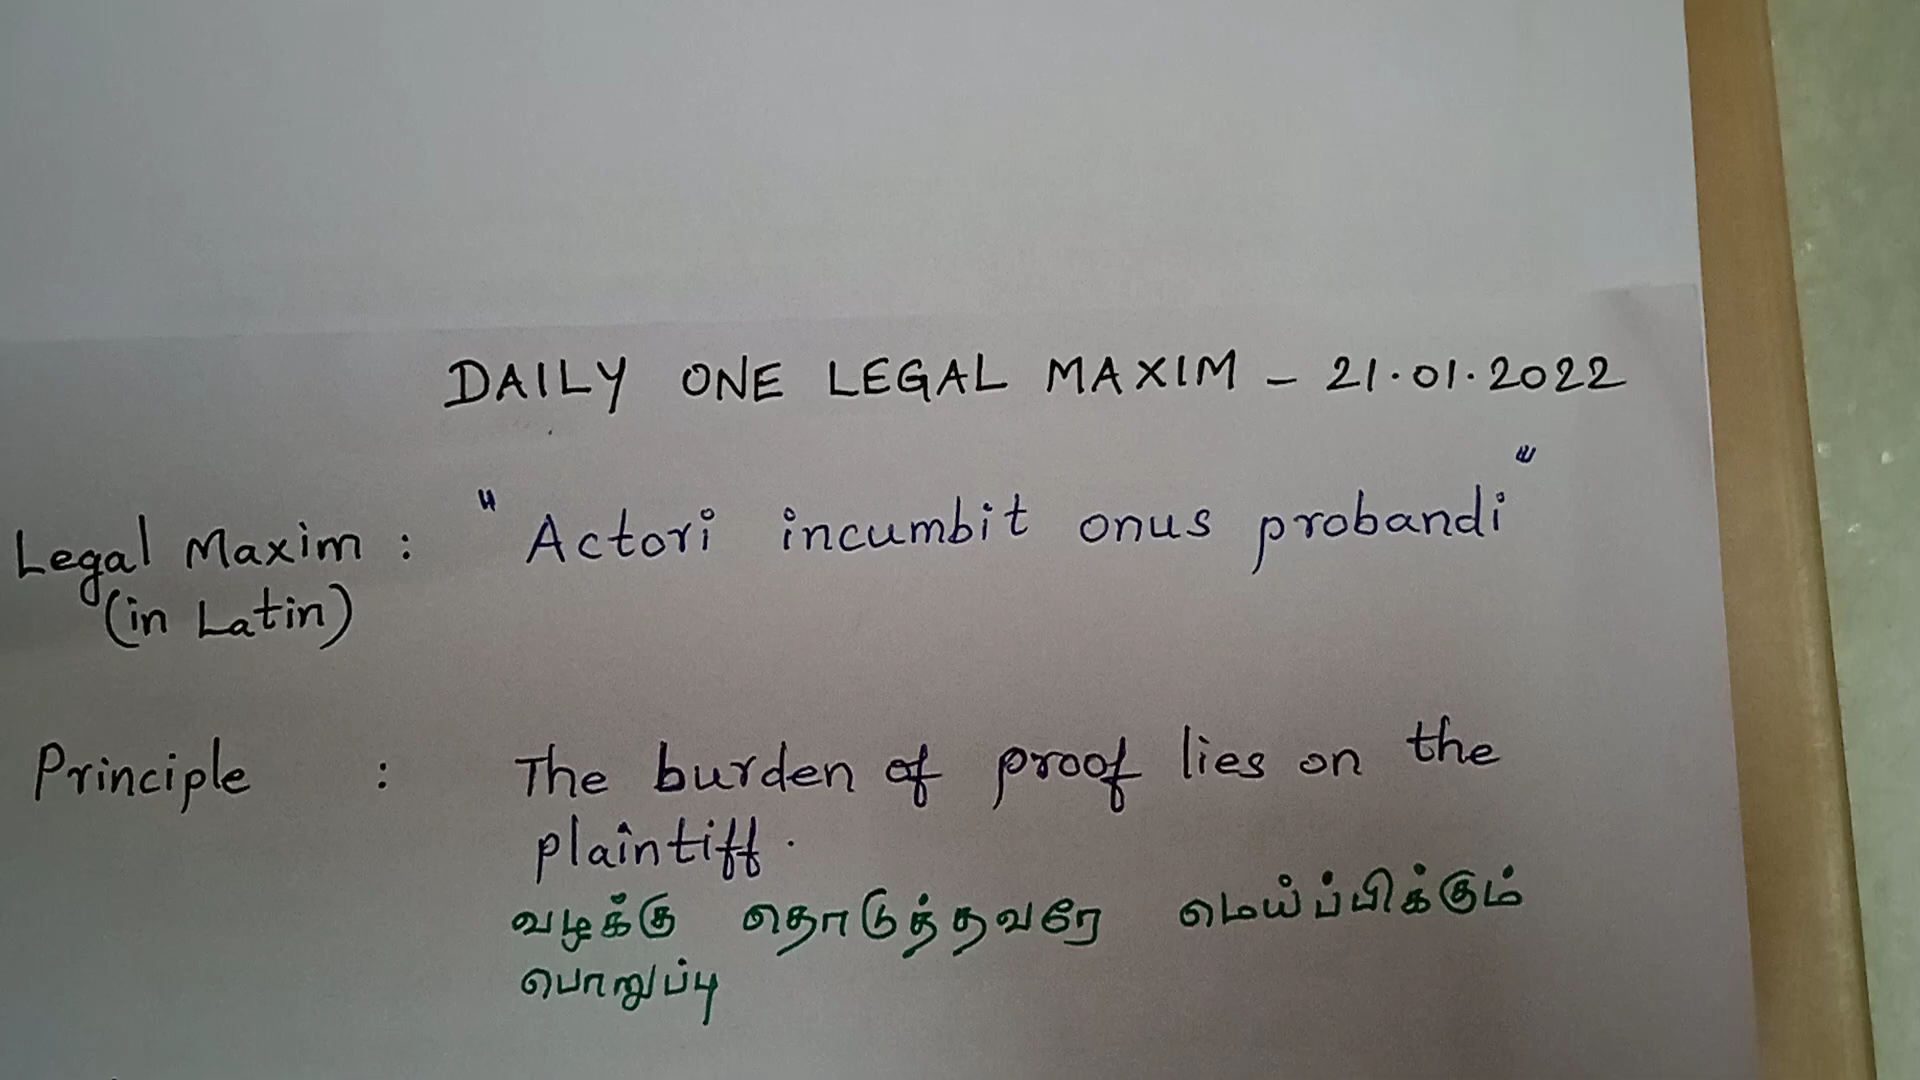 DAILY ONE LEGAL MAXIM - 21.01.2022
Legal Maxim : "Actori incumbit onus probandi"
(in Latin)
Principle : The burden of proof lies on the
plaintiff.
வழக்கு தொடுத்தவரே மெய்ப்பிக்கும்
பொறுப்பு